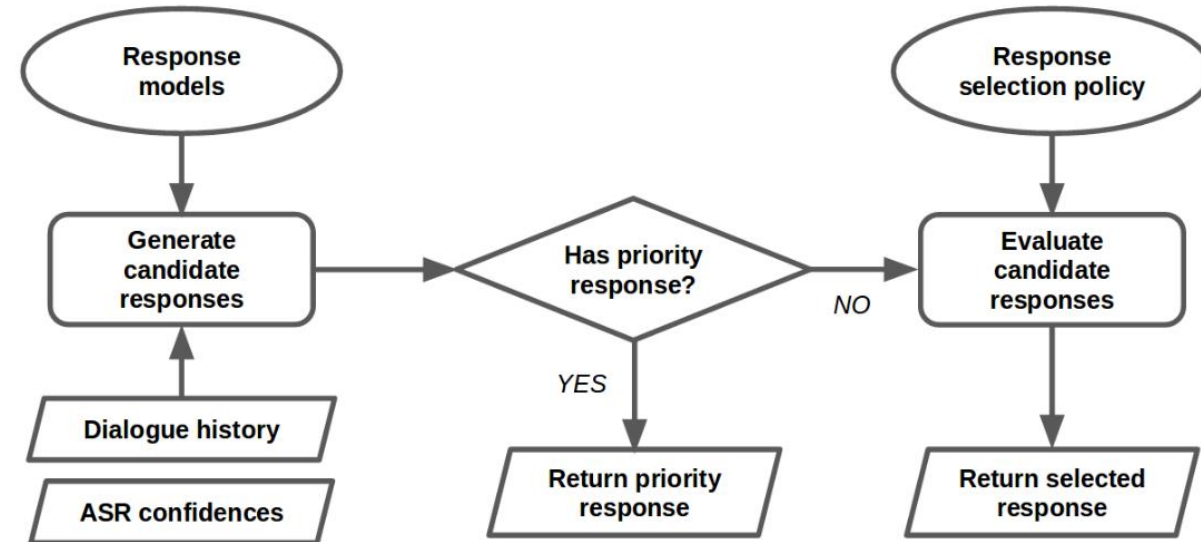 Response
models
Response
selection policy
Generate
candidate
responses
Has priority
response?
Evaluate
candidate
responses
NO
YES
Dialogue history
ASR confidences
Return priority
response
Return selected
response